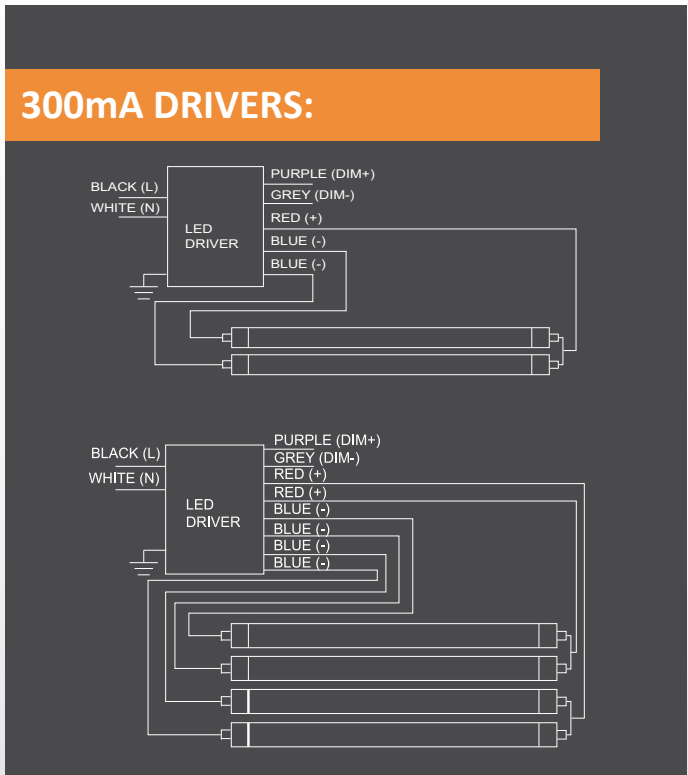 300mA DRIVERS:
PURPLE (DIM+)
BLACK (L)
GREY (DIM-)
WHITE (N)
RED (+)
LED
DRIVER
BLUE (-)
BLUE (-)
PURPLE (DIM+)
BLACK (L)
GREY (DIM-)
WHITE (N)
RED (+)
RED (+)
LED
DRIVER
BLUE (-)
BLUE (-)
BLUE (-)
BLUE (-)